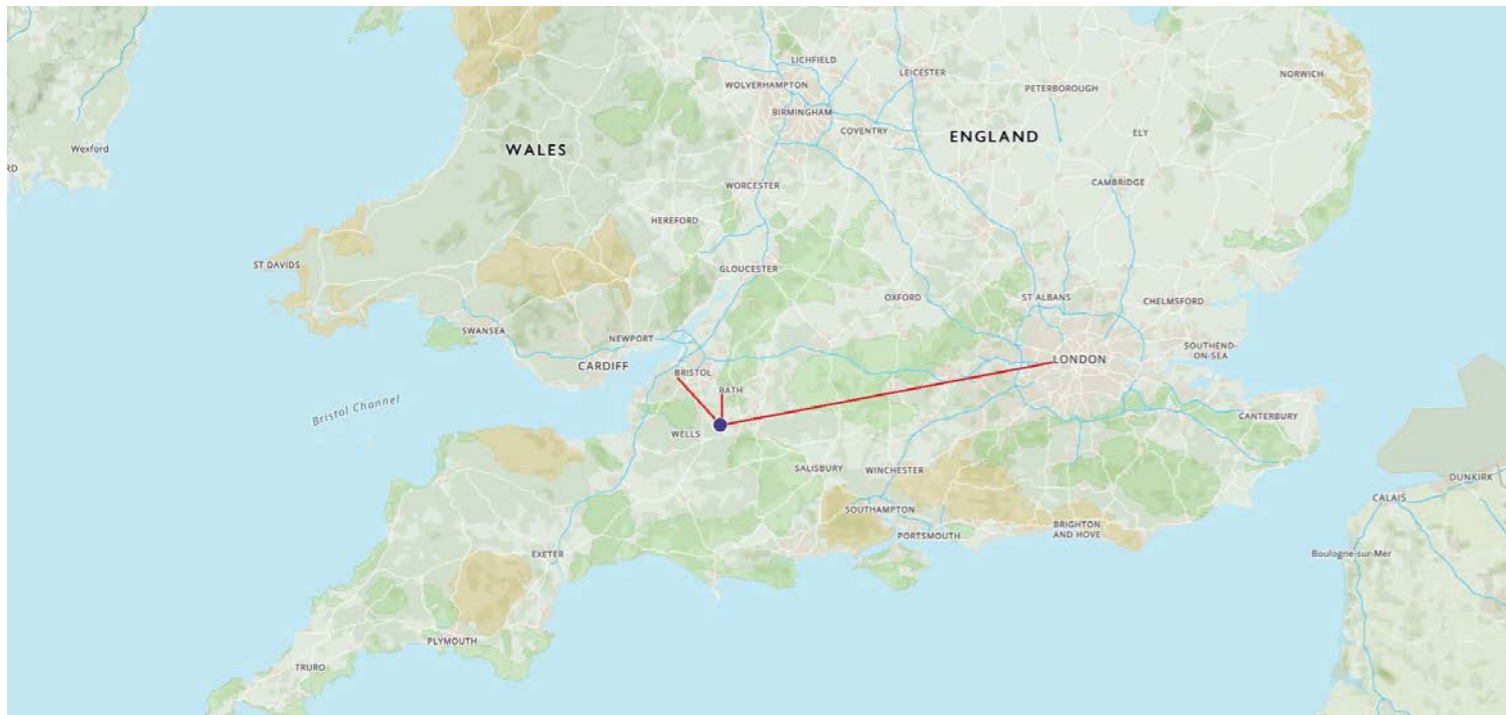 LICHFIELD
LEICESTER
NORWICH
WOLVERHAMPTON
PETERBOROUGH
BIRMINGHAM
COVENTRY
ENGLAND
ELY
Wexford
WALES
RD
WORCESTER
CAMBRIDGE
HEREFORD
ST DAVIDS
GLOUCESTER
OXFORD
ST ALBANS
CHELMSFORD
SWANSEA
NEWPORT
SOUTHEND-
ON-SEA
CARDIFF
BRISTOL
LONDON
BATH
Bristol Channel
CANTERBURY
WELLS
SALISBURY
WINCHESTER
DUNKIRK
CALAIS
SOUTHAMPTON
PORTSMOUTH
BRIGHTON
AND HOVE
EXETER
Boulogne-sur-Mer
PLYMOUTH
TRURO